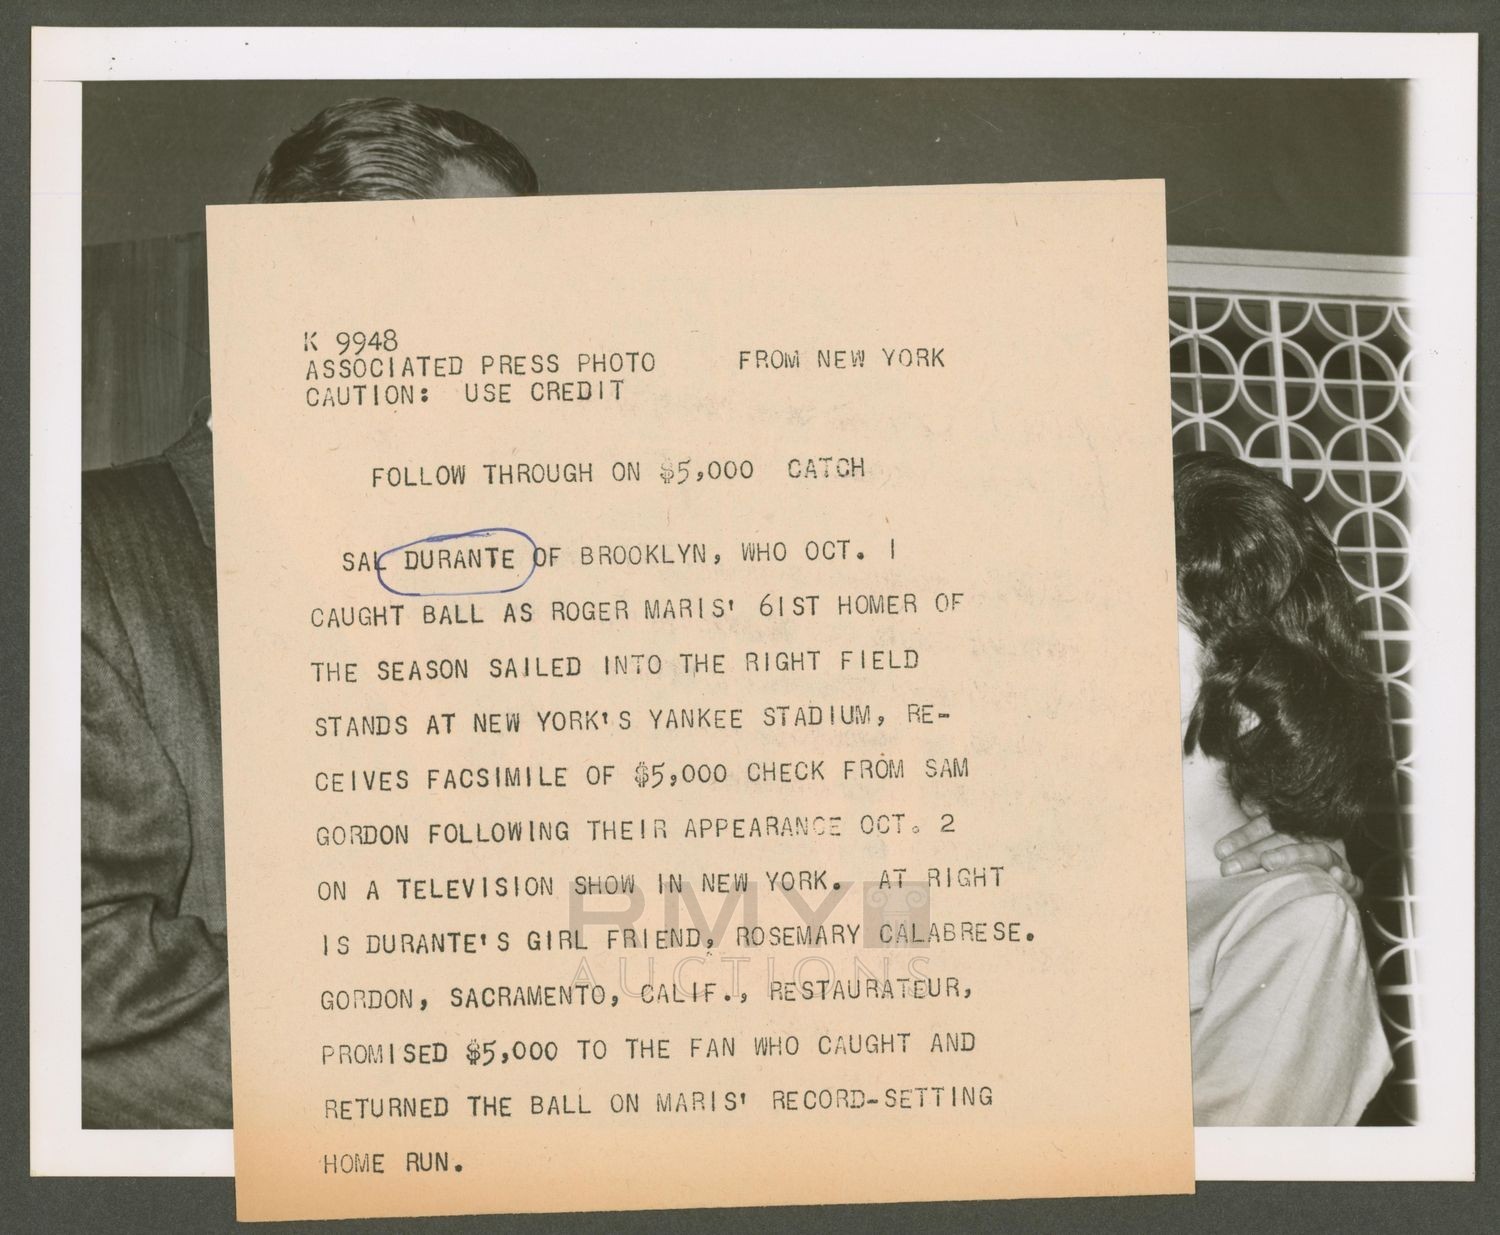 K 9948
ASSOCIATED PRESS PHOTO FROM NEW YORK
CAUTION: USE CREDIT
FOLLOW THROUGH ON $5,000 CATCH
SAL DURANTE OF BROOKLYN, WHO OCT. 1
CAUGHT BALL AS ROGER MARIS' 61ST HOMER OF
THE SEASON SAILED INTO THE RIGHT FIELD
STANDS AT NEW YORK'S YANKEE STADIUM, RE-
CEIVES FACSIMILE OF $5,000 CHECK FROM SAM
GORDON FOLLOWING THEIR APPEARANCE OCT. 2
ON A TELEVISION SHOW IN NEW YORK. AT RIGHT
IS DURANTE'S GIRL FRIEND, ROSEMARY CALABRESE.
GORDON, SACRAMENTO, CALIF., RESTAURATEUR,
PROMISED $5,000 TO THE FAN WHO CAUGHT AND
RETURNED THE BALL ON MARIS' RECORD-SETTING
HOME RUN.
RMY
AUCTIONS